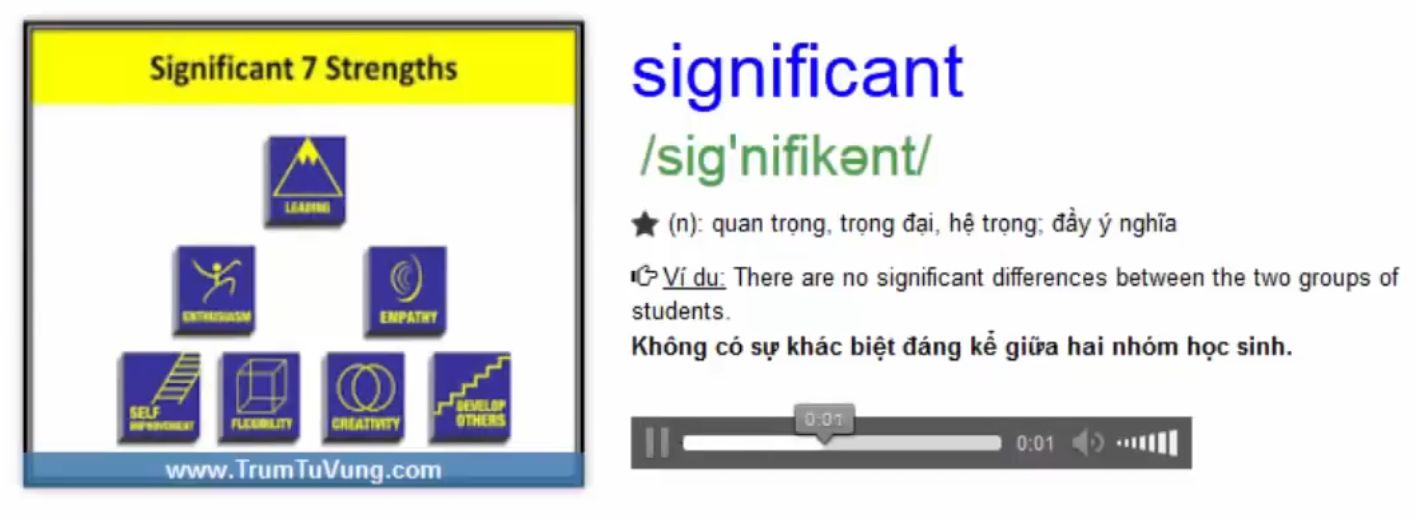 Significant 7 Strengths
LEADING
ENTHUSIASM
EMPATHY
SELF
IMPROVEMENT
FLEXIBILITY
CREATIVITY
DEVELOP
OTHERS
www.TrumTuVung.com
significant
/sig'nifikənt/
(n): quan trọng, trọng đại, hệ trọng; đầy ý nghĩa
Ví du: There are no significant differences between the two groups of
students.
Không có sự khác biệt đáng kể giữa hai nhóm học sinh.
0:01
0:01